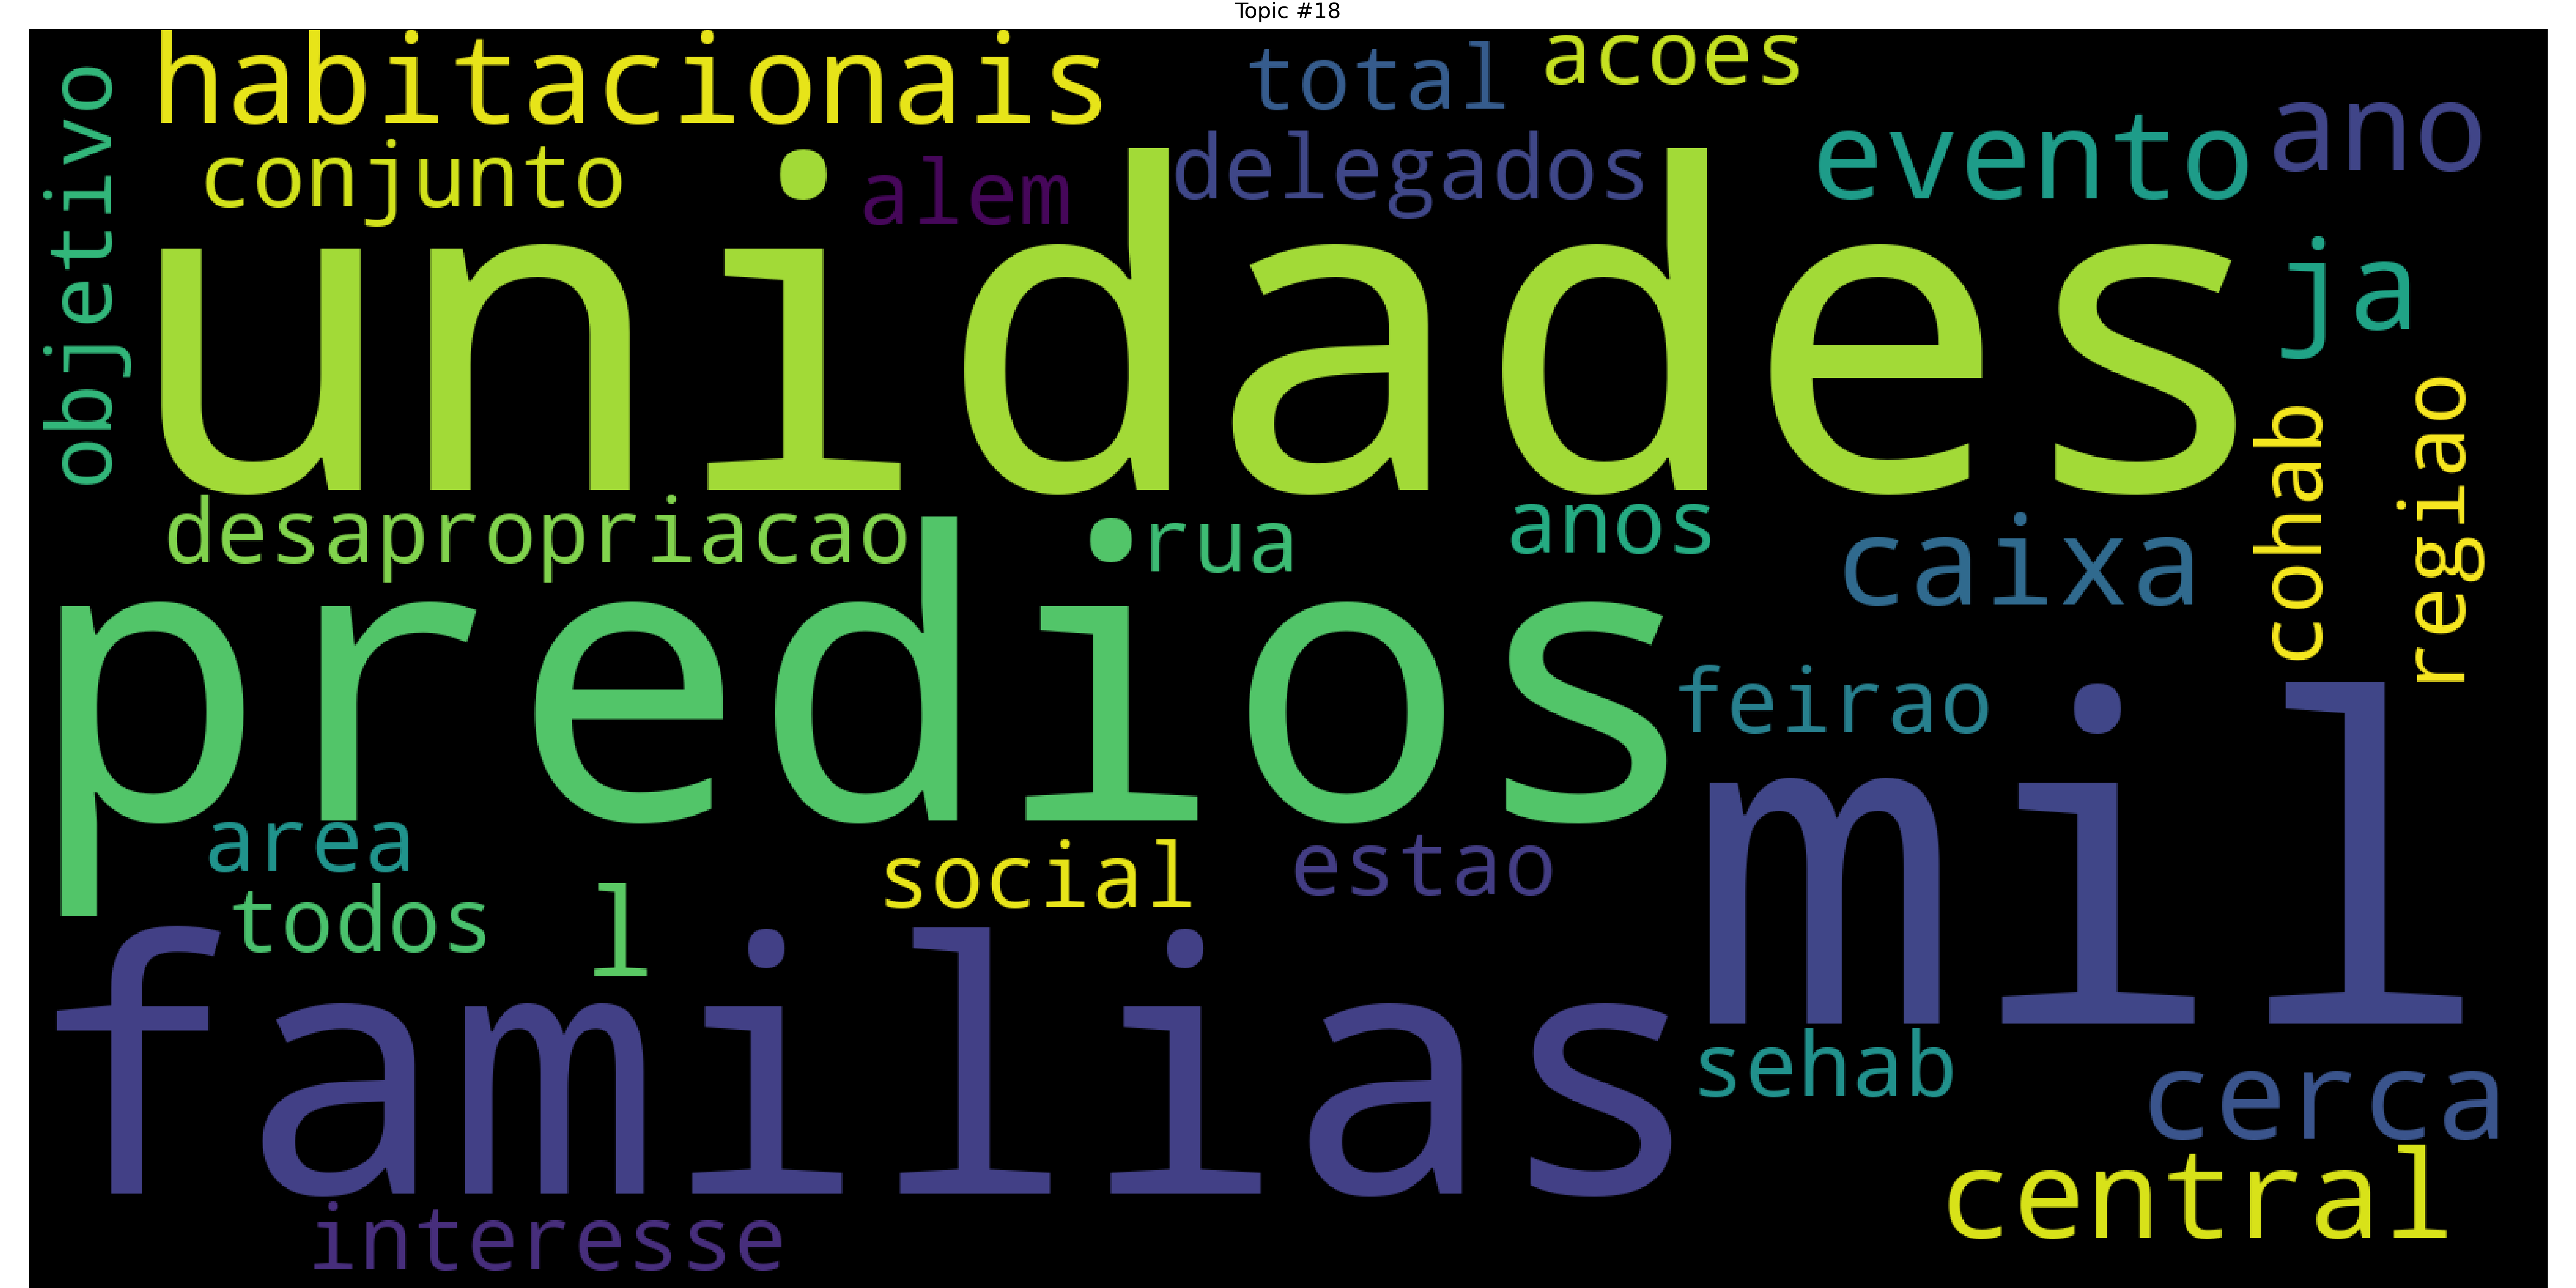 Topic #18
habitacionais
total
acoes
objetivo
conjunto
alem
delegados
evento
ano
unidades
ja
desapropriacao
rua
anos
caixa
cohab
regiao
predios
feirao
mil
area
social
estao
todos
l
familias
sehab
cerca
central
interesse